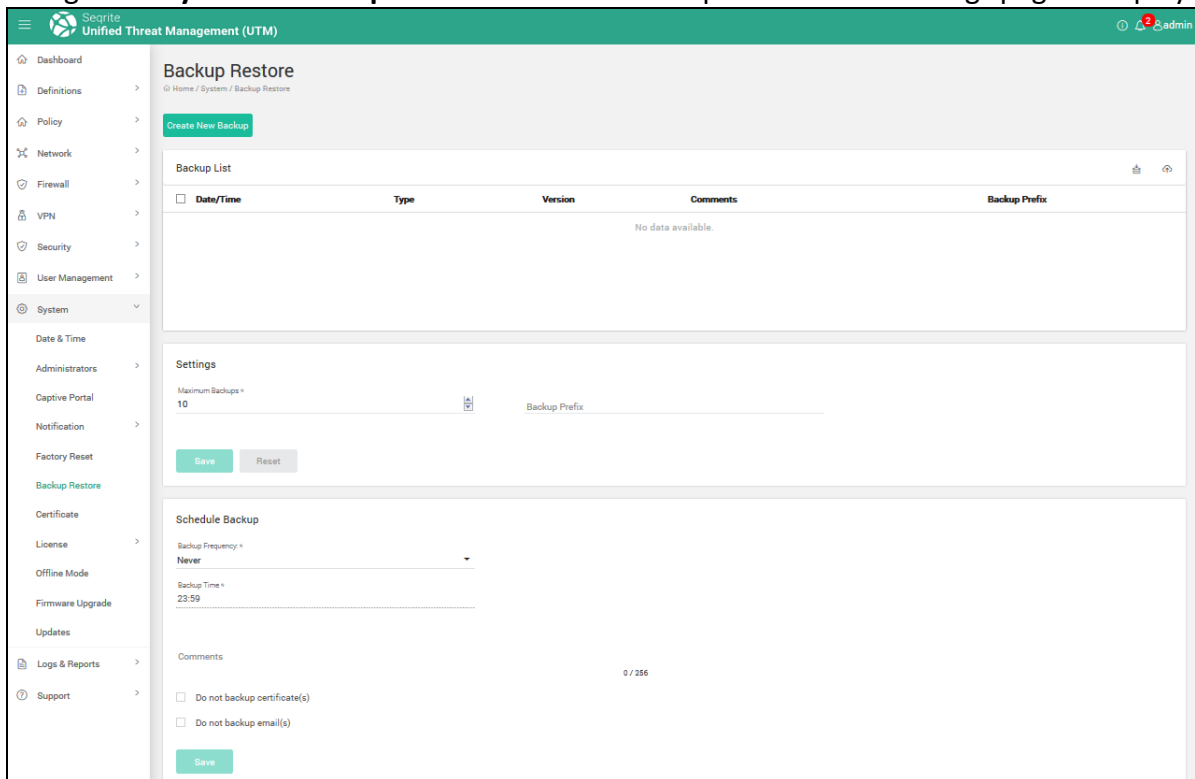 Seqrite
Unified Threat Management (UTM)
2
admin
Dashboard
Definitions
Policy
Network
Firewall
VPN
Security
User Management
System
Date & Time
Administrators
Captive Portal
Notification
Factory Reset
Backup Restore
Certificate
License
Offline Mode
Firmware Upgrade
Updates
Logs & Reports
Support
Backup Restore
Home / System / Backup Restore
Create New Backup
Backup List
Date/Time Type Version Comments Backup Prefix
No data available.
Settings
Maximum Backups *
10
Backup Prefix
Save Reset
Schedule Backup
Backup Frequency: *
Never
Backup Time *
23:59
Comments
0 / 256
Do not backup certificate(s)
Do not backup email(s)
Save